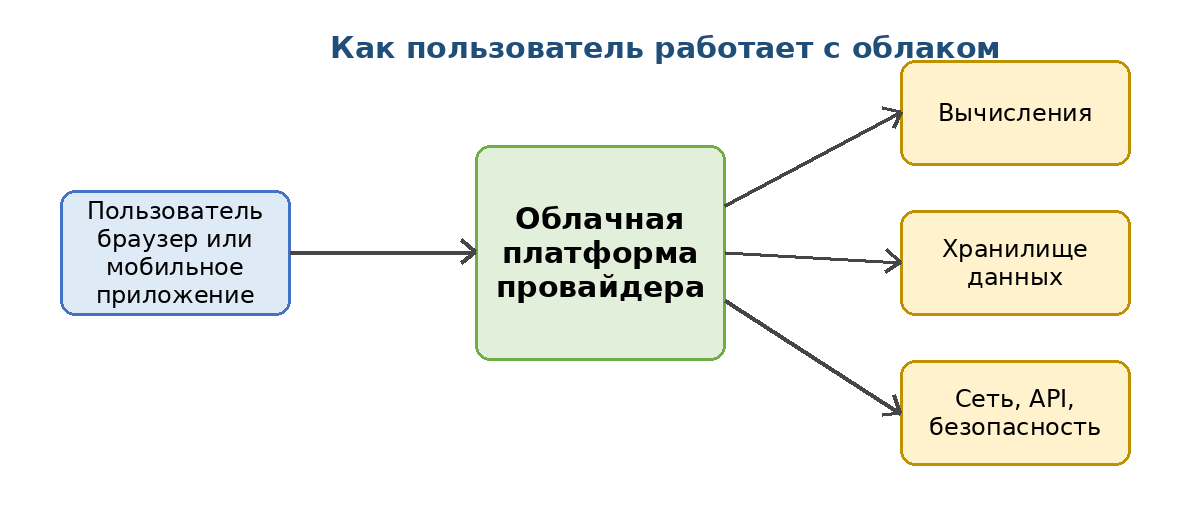 Как пользователь работает с облаком
Пользователь
браузер или
мобильное
приложение
Облачная
платформа
провайдера
Вычисления
Хранилище
данных
Сеть, API,
безопасность